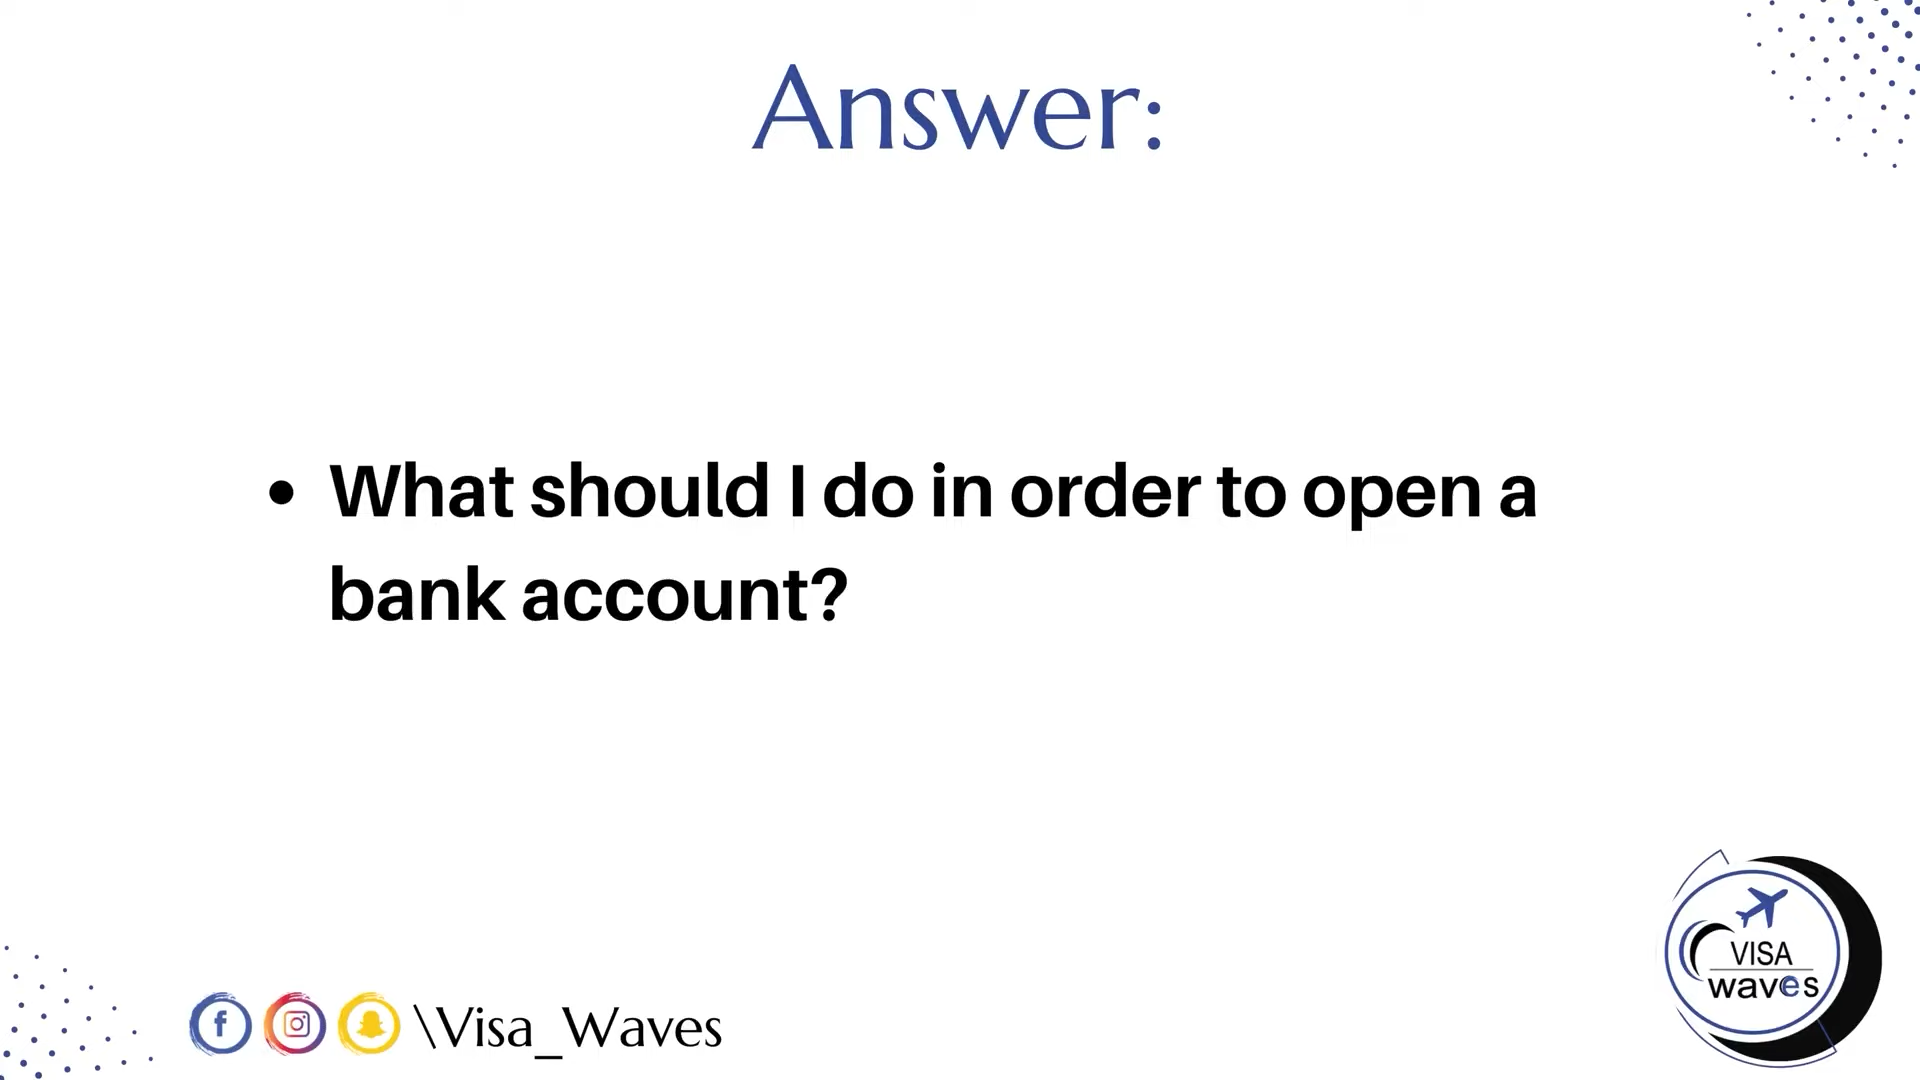 Answer:
• What should I do in order to open a
bank account?
\Visa_Waves
VISA
waves